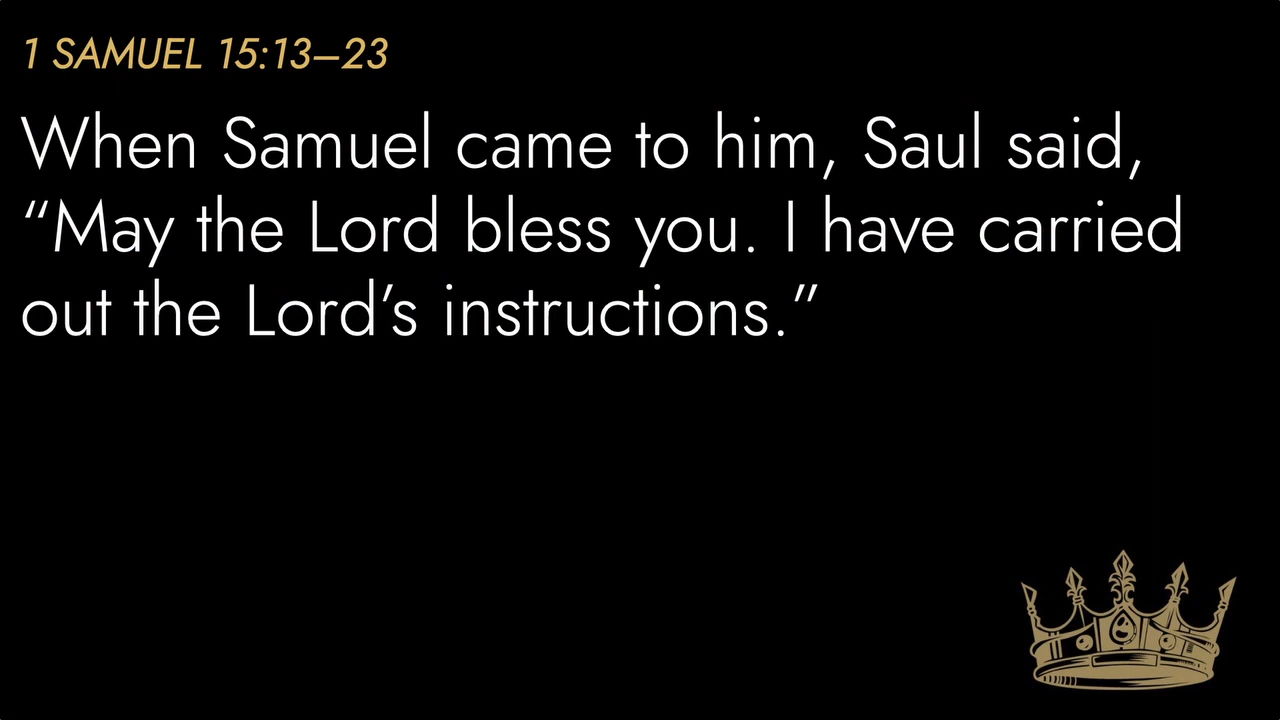 1 SAMUEL 15:13–23
When Samuel came to him, Saul said,
“May the Lord bless you. I have carried
out the Lord’s instructions.”